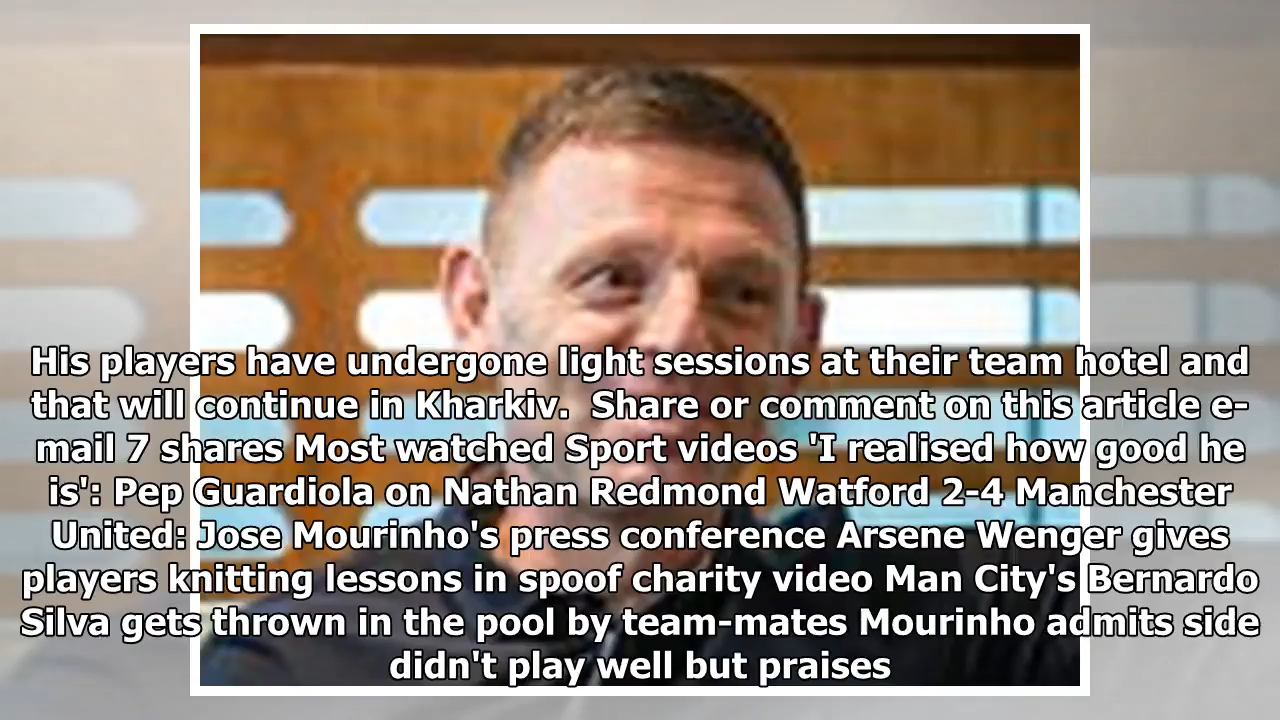 His players have undergone light sessions at their team hotel and
that will continue in Kharkiv.  Share or comment on this article e-
mail 7 shares Most watched Sport videos 'I realised how good he
is': Pep Guardiola on Nathan Redmond Watford 2-4 Manchester
United: Jose Mourinho's press conference Arsene Wenger gives
players knitting lessons in spoof charity video Man City's Bernardo
Silva gets thrown in the pool by team-mates Mourinho admits side
didn't play well but praises